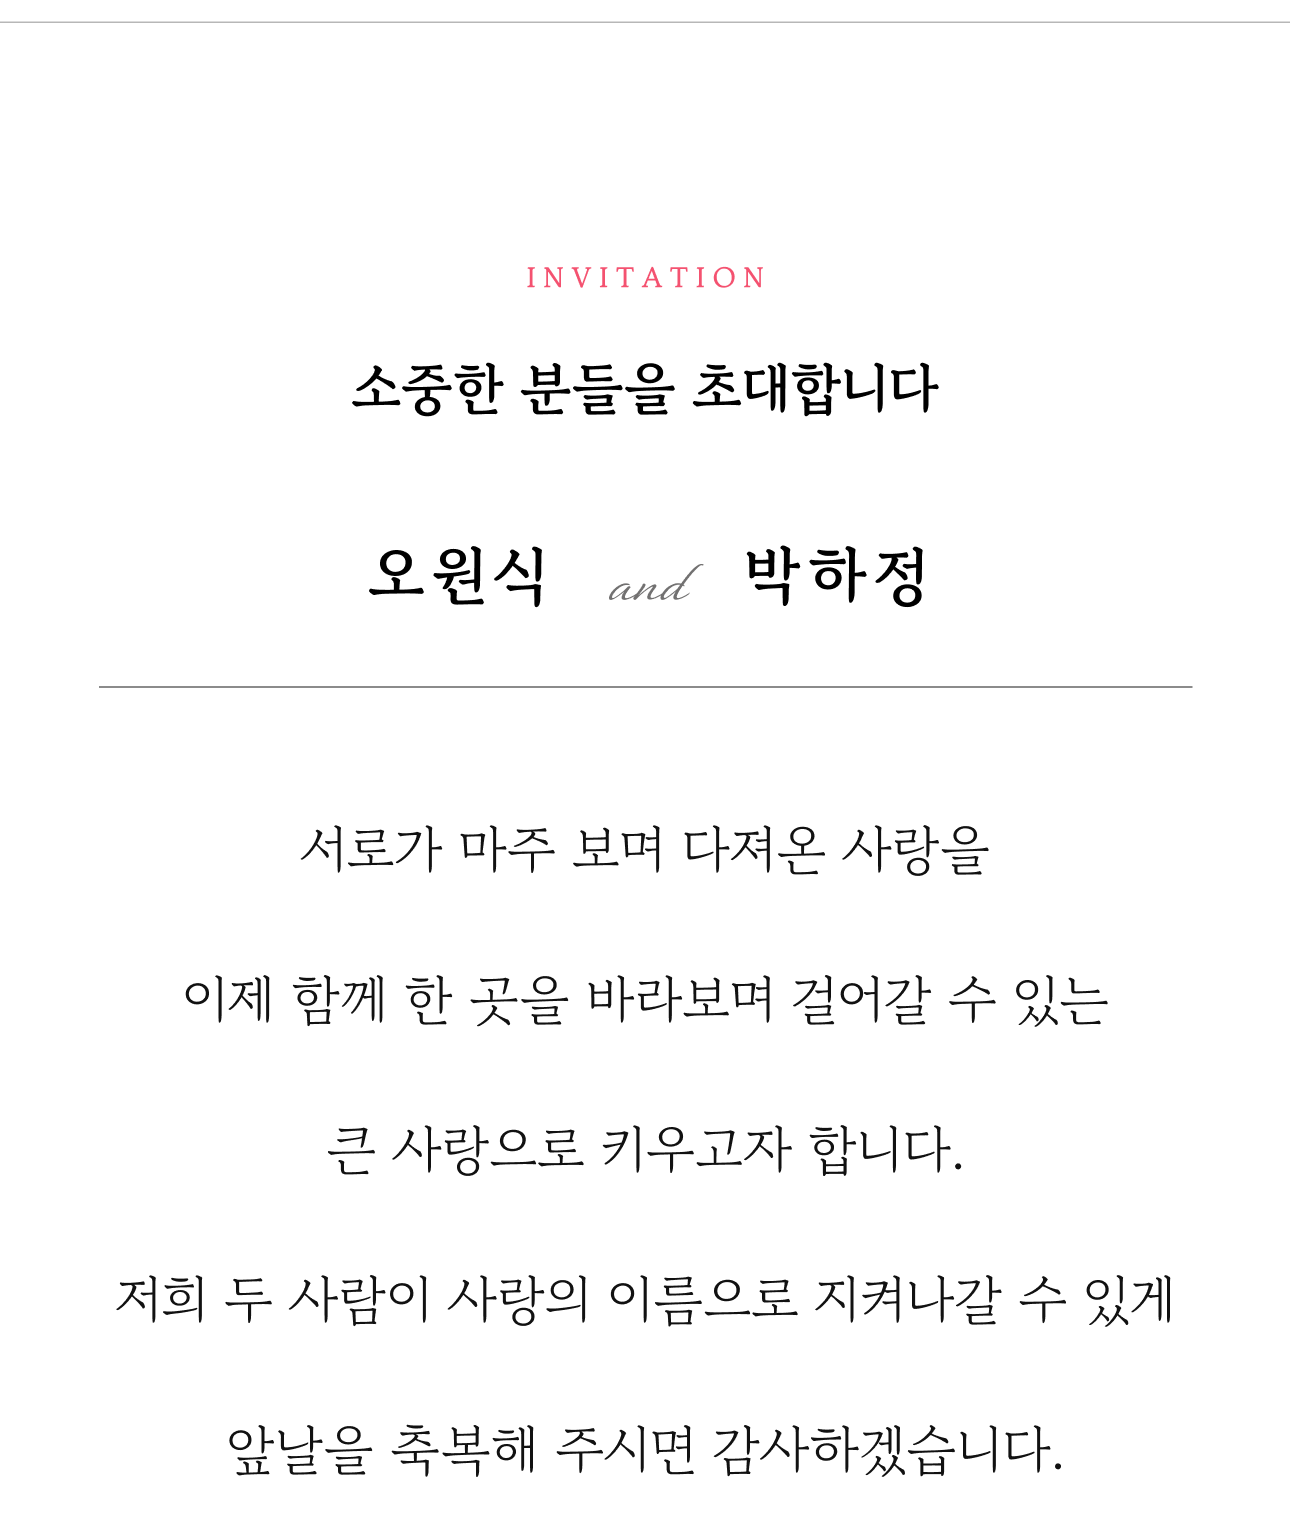 INVITATION
소중한 분들을 초대합니다
오원식 and 박하정
서로가 마주 보며 다져온 사랑을
이제 함께 한 곳을 바라보며 걸어갈 수 있는
큰 사랑으로 키우고자 합니다.
저희 두 사람이 사랑의 이름으로 지켜나갈 수 있게
앞날을 축복해 주시면 감사하겠습니다.